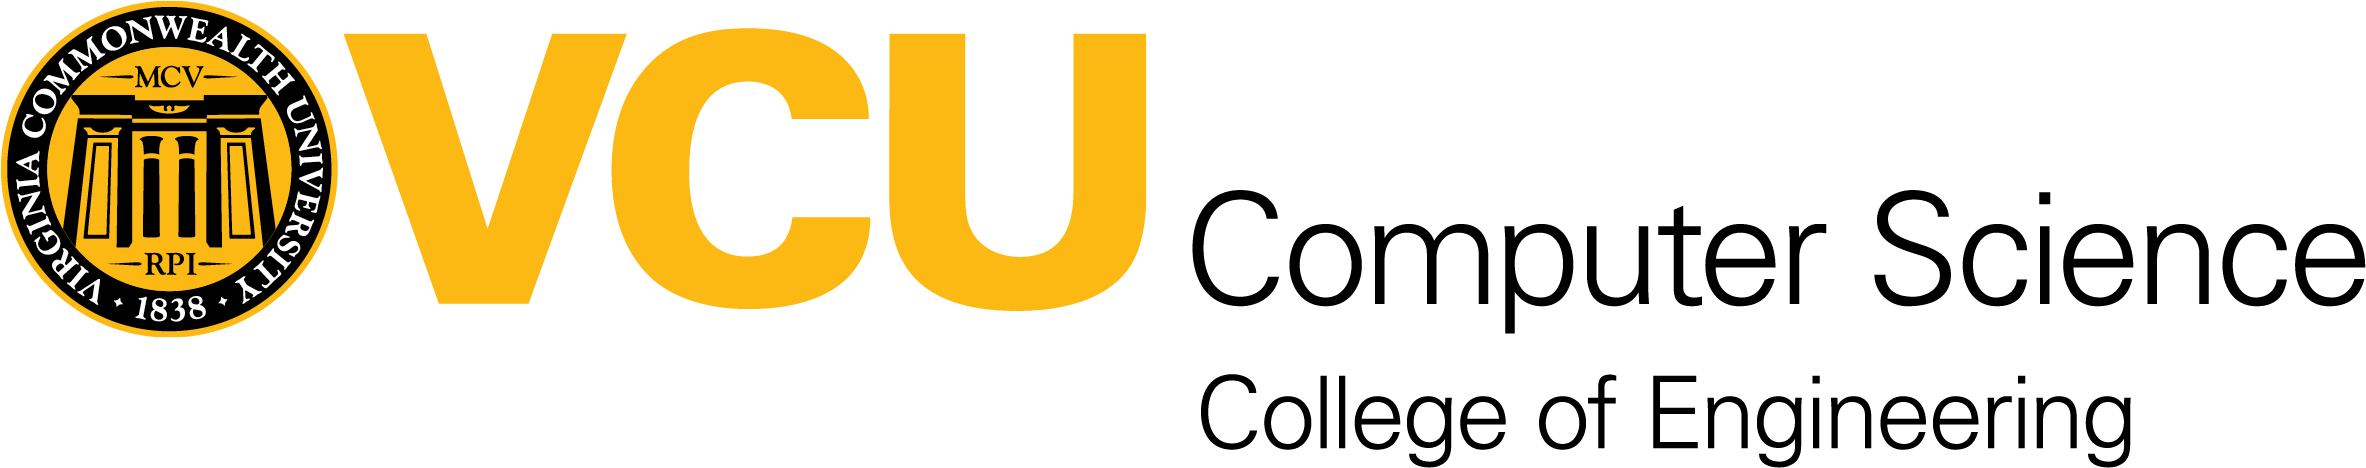 VIRGINIA COMMONWEALTH UNIVERSITY
MCV
RPI
· 1838 ·
VCU
Computer Science
College of Engineering